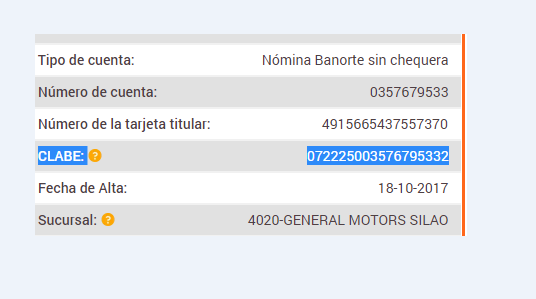 Tipo de cuenta: Nómina Banorte sin chequera
Número de cuenta: 0357679533
Número de la tarjeta titular: 4915665437557370
CLABE: ? 072225003576795332
Fecha de Alta: 18-10-2017
Sucursal: ? 4020-GENERAL MOTORS SILAO